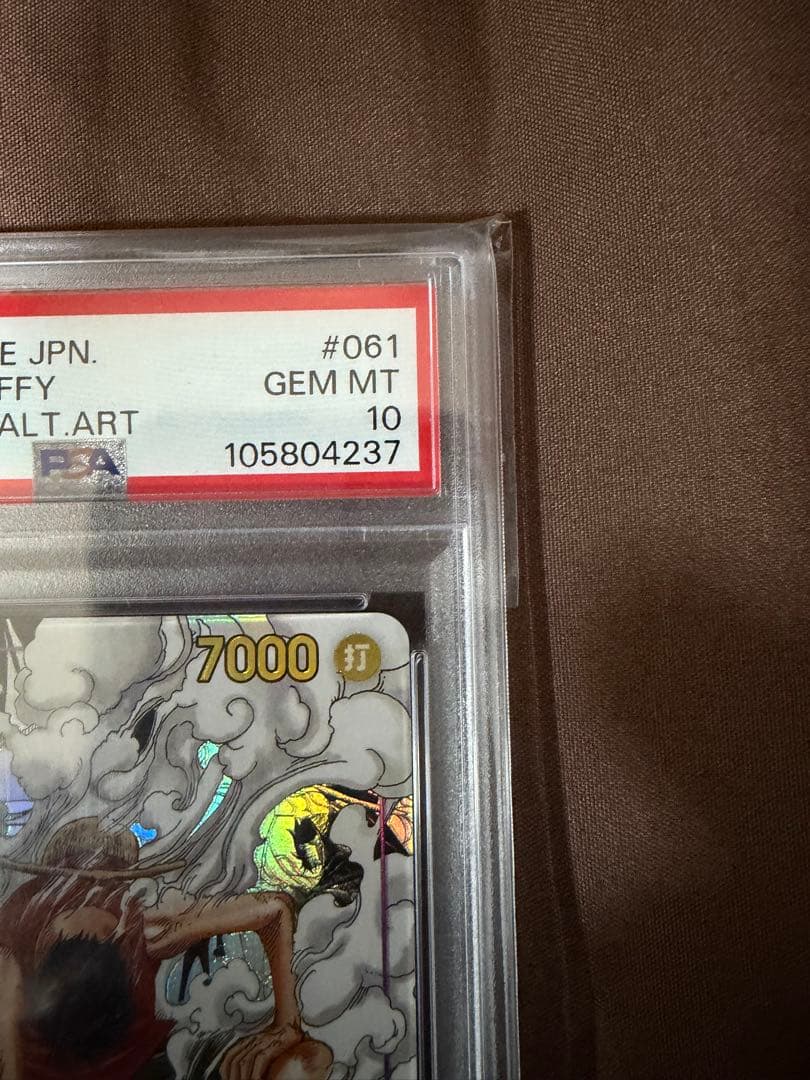 E JPN. #061
FFY GEM MT
ALT.ART 10
PSA 105804237
7000 打